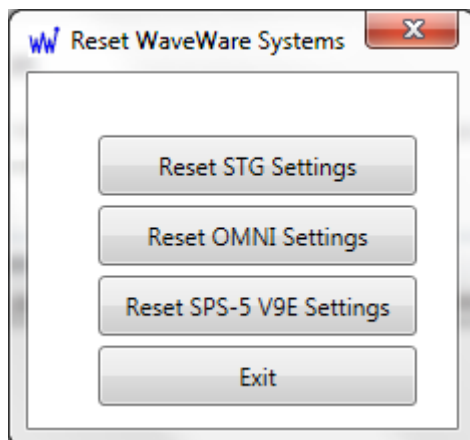 Reset WaveWare Systems
Reset STG Settings
Reset OMNI Settings
Reset SPS-5 V9E Settings
Exit